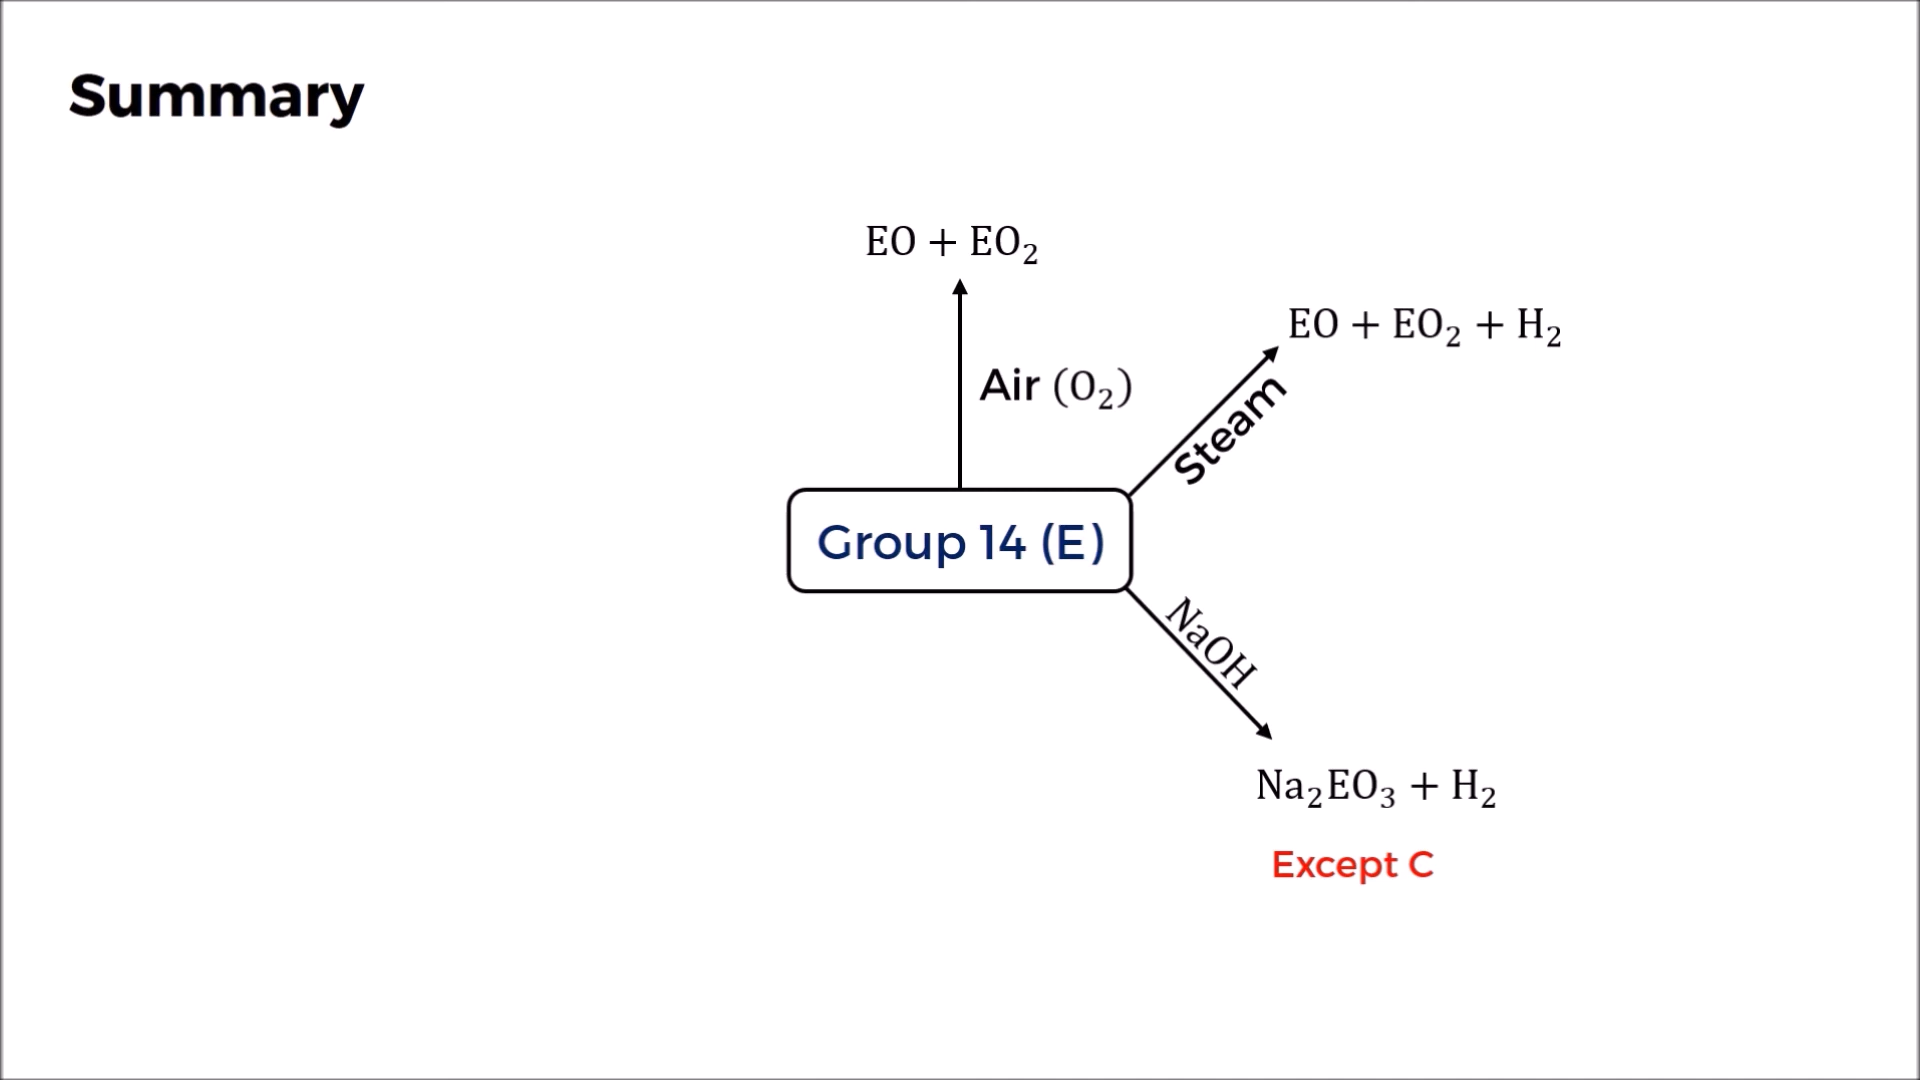 Summary
EO + EO₂
EO + EO₂ + H₂
Air (O₂)
Steam
Group 14 (E)
NaOH
Na₂EO₃ + H₂
Except C